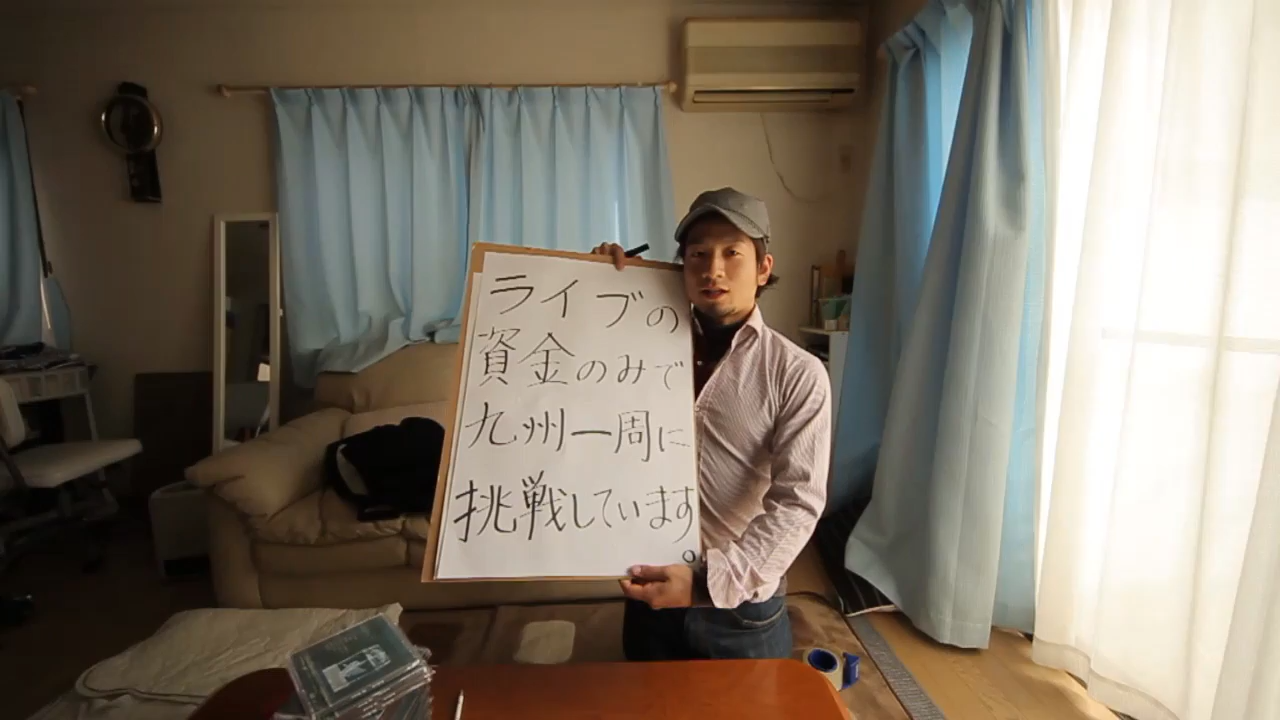 ライブの
資金のみで
九州一周に
挑戦しています。